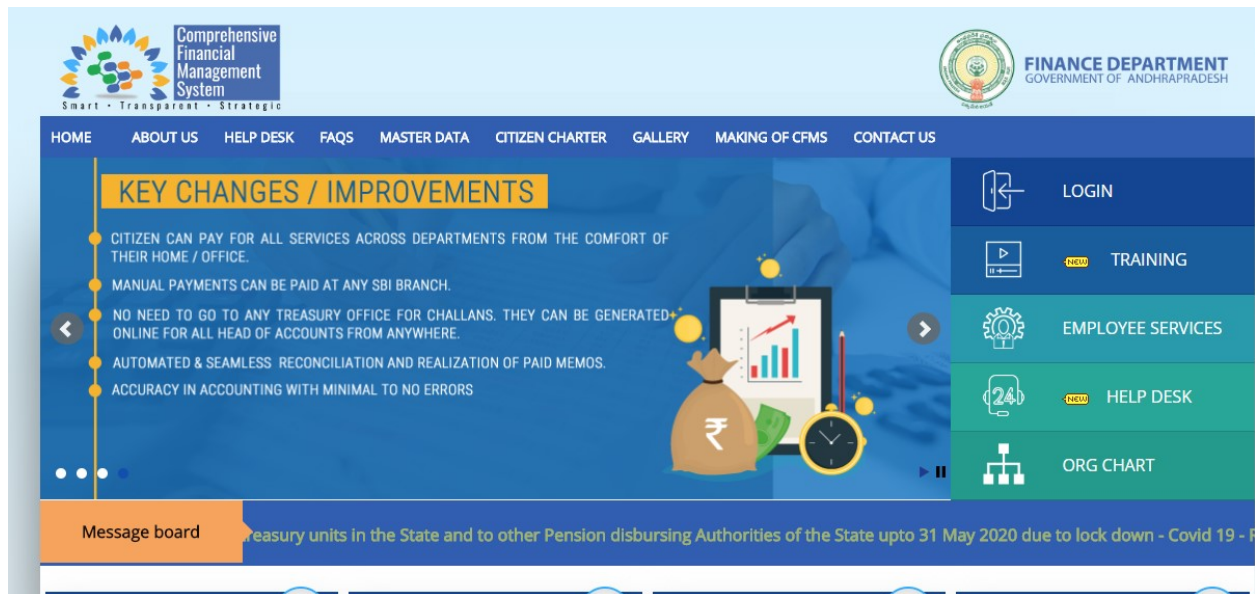 Comprehensive
Financial
Management
System
Smart • Transparent • Strategic
FINANCE DEPARTMENT
GOVERNMENT OF ANDHRAPRADESH
HOME ABOUT US HELP DESK FAQS MASTER DATA CITIZEN CHARTER GALLERY MAKING OF CFMS CONTACT US
KEY CHANGES / IMPROVEMENTS
CITIZEN CAN PAY FOR ALL SERVICES ACROSS DEPARTMENTS FROM THE COMFORT OF
THEIR HOME / OFFICE.
MANUAL PAYMENTS CAN BE PAID AT ANY SBI BRANCH.
NO NEED TO GO TO ANY TREASURY OFFICE FOR CHALLANS. THEY CAN BE GENERATED
ONLINE FOR ALL HEAD OF ACCOUNTS FROM ANYWHERE.
AUTOMATED & SEAMLESS RECONCILIATION AND REALIZATION OF PAID MEMOS.
ACCURACY IN ACCOUNTING WITH MINIMAL TO NO ERRORS
₹
LOGIN
NEW TRAINING
EMPLOYEE SERVICES
24 NEW HELP DESK
ORG CHART
Message board
easury units in the State and to other Pension disbursing Authorities of the State upto 31 May 2020 due to lock down - Covid 19 -